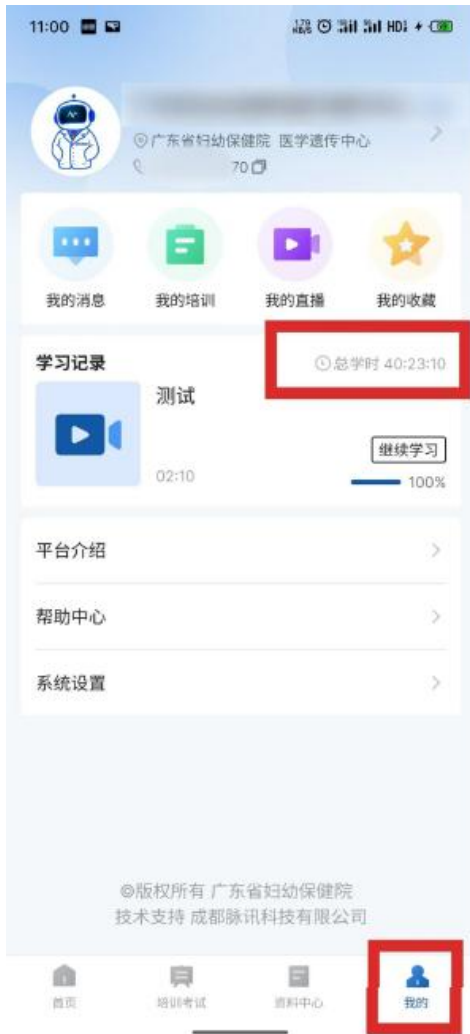 11:00
HD
广东省妇幼保健院 医学遗传中心
70
我的消息 我的培训 我的直播 我的收藏
学习记录 总学时 40:23:10
测试
继续学习
02:10 100%
平台介绍
帮助中心
系统设置
©版权所有 广东省妇幼保健院
技术支持 成都脉讯科技有限公司
首页 培训考试 资料中心 我的